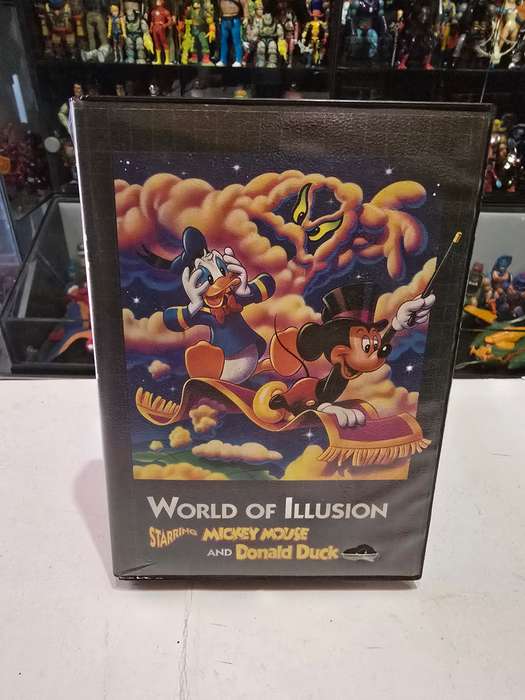 WORLD OF ILLUSION
STARRING MICKEY MOUSE
AND Donald Duck